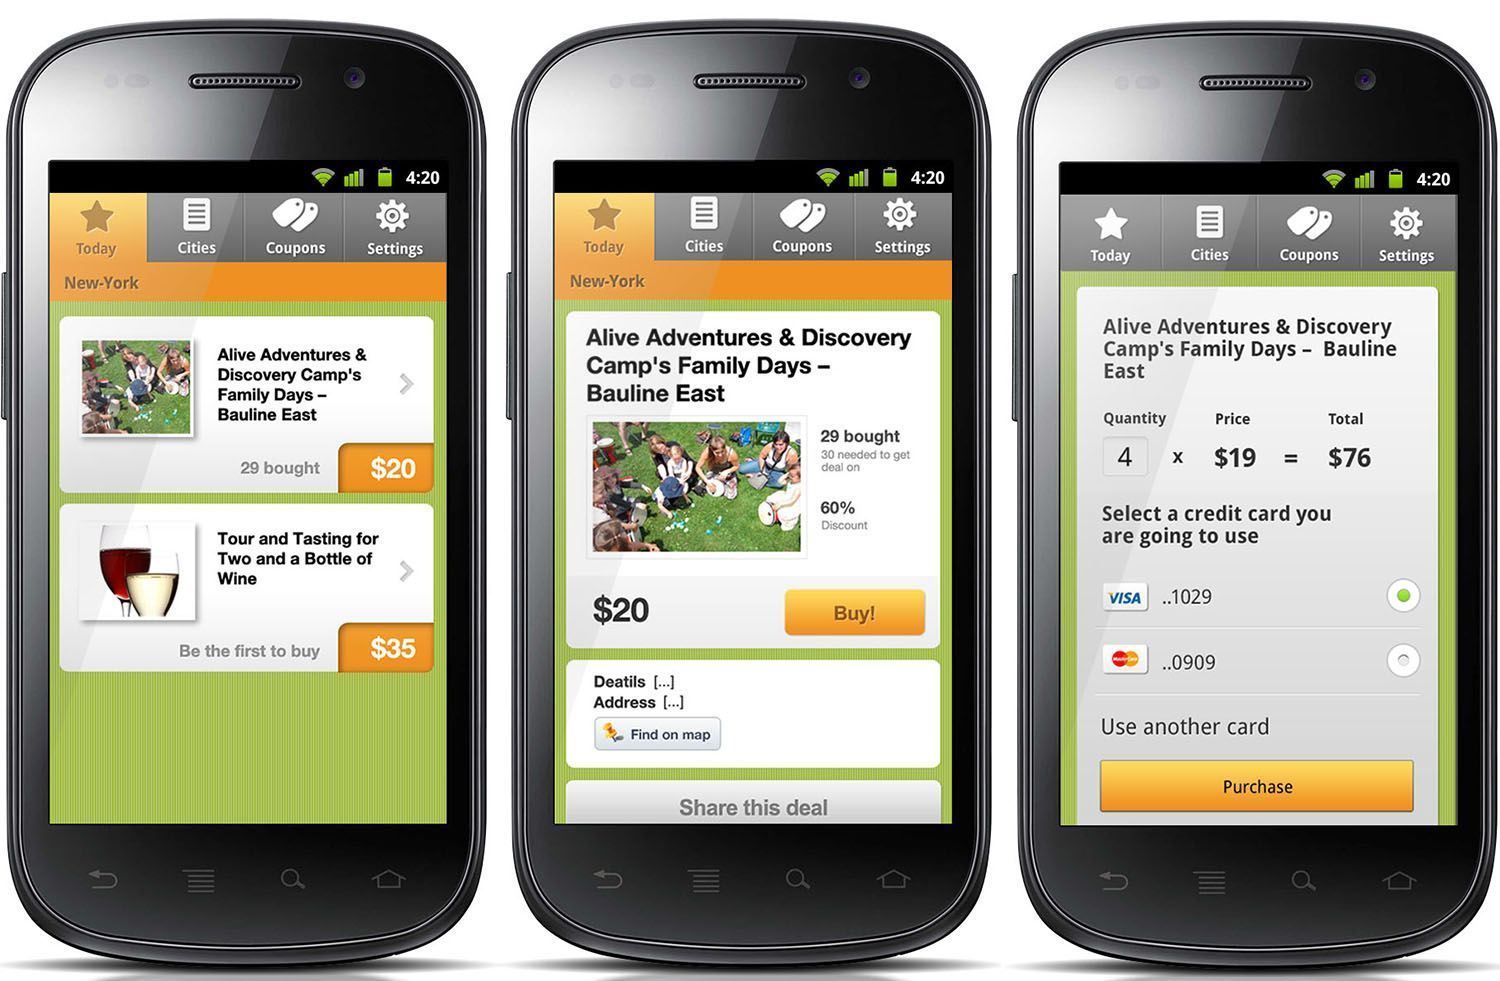 4:20
Today
Cities
Coupons
Settings
New-York
Alive Adventures &
Discovery Camp's
Family Days –
Bauline East
29 bought
$20
Tour and Tasting for
Two and a Bottle of
Wine
Be the first to buy
$35
4:20
Today
Cities
Coupons
Settings
New-York
Alive Adventures & Discovery
Camp's Family Days –
Bauline East
29 bought
30 needed to get
deal on
60%
Discount
$20
Buy!
Deatils [...]
Address [...]
Find on map
Share this deal
4:20
Today
Cities
Coupons
Settings
Alive Adventures & Discovery
Camp's Family Days – Bauline
East
Quantity Price Total
4 x $19 = $76
Select a credit card you
are going to use
VISA ..1029
MasterCard ..0909
Use another card
Purchase